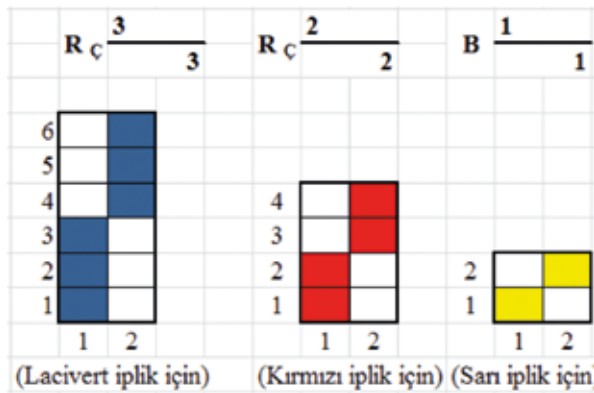 R Ç 3 3
R Ç 2 2
B 1 1
6
5
4
3
2
1
1 2
4
3
2
1
1 2
2
1
1 2
(Lacivert iplik için)
(Kırmızı iplik için)
(Sarı iplik için)